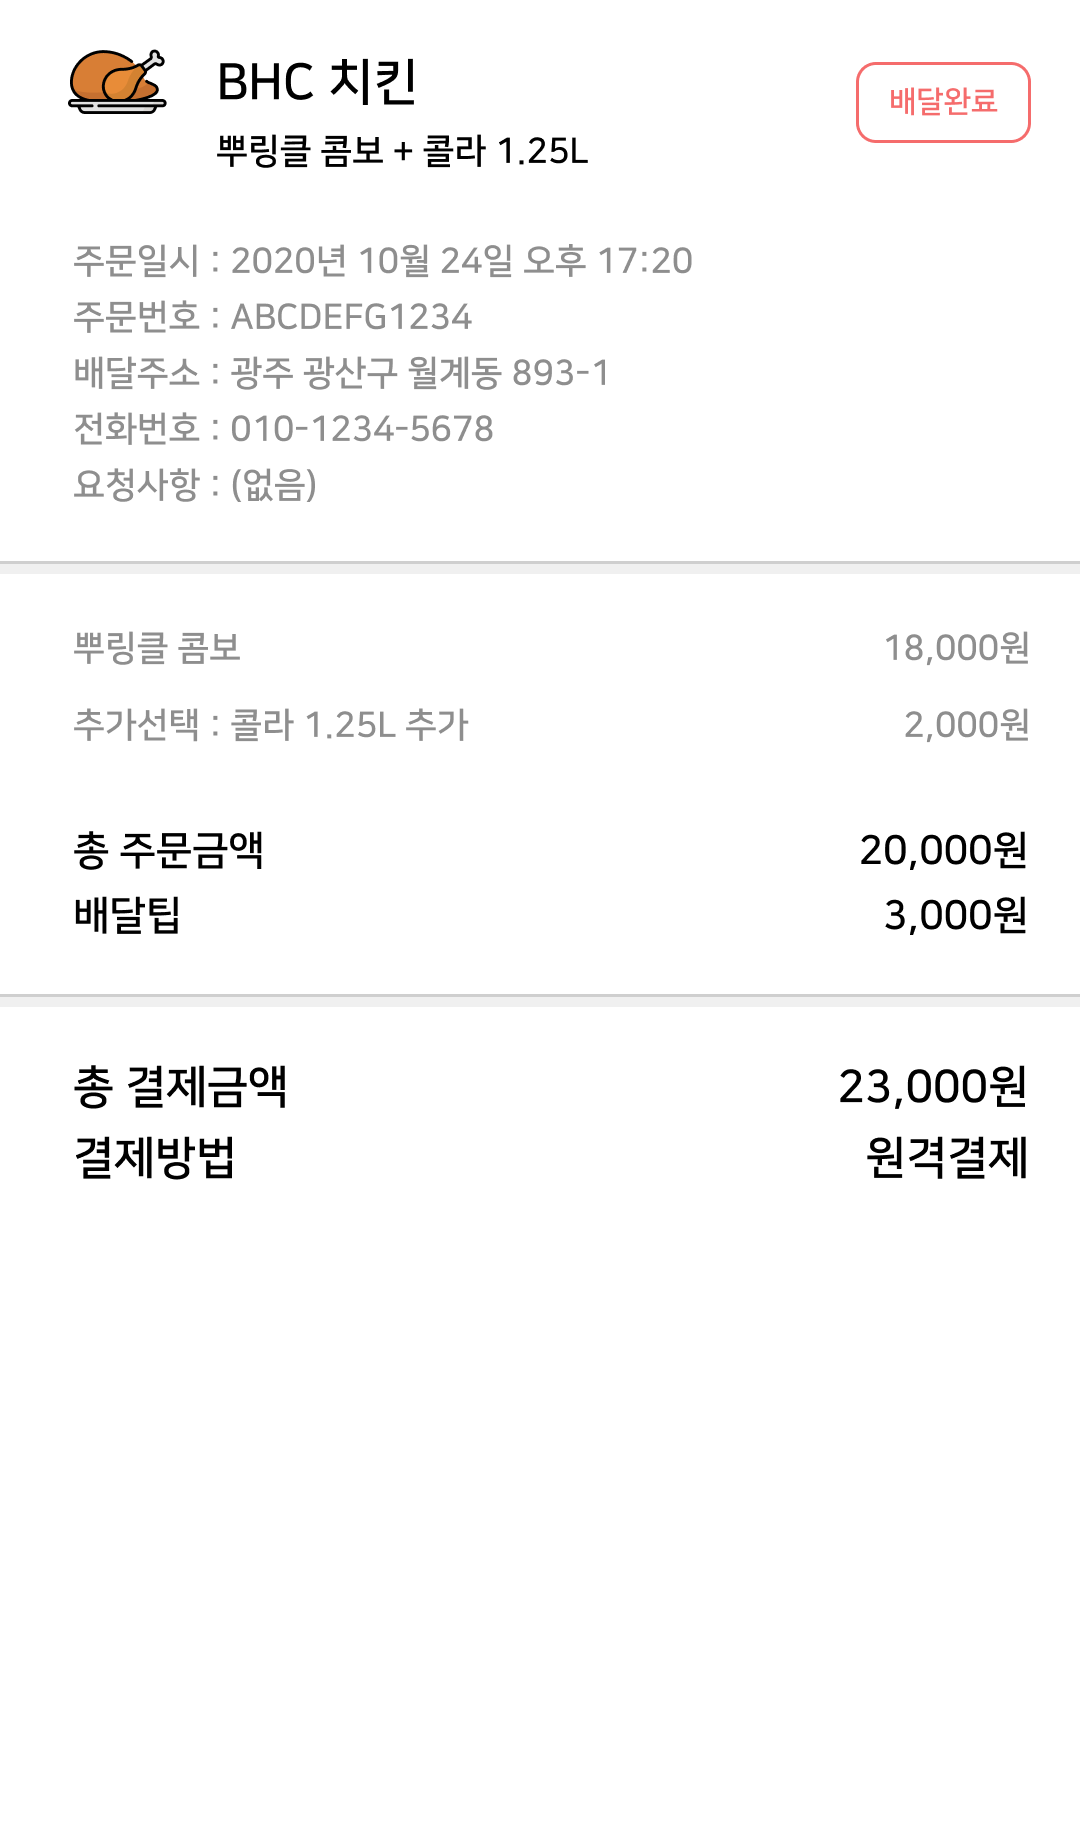 BHC 치킨
배달완료
뿌링클 콤보 + 콜라 1.25L
주문일시 : 2020년 10월 24일 오후 17:20
주문번호 : ABCDEFG1234
배달주소 : 광주 광산구 월계동 893-1
전화번호 : 010-1234-5678
요청사항 : (없음)
뿌링클 콤보 18,000원
추가선택 : 콜라 1.25L 추가 2,000원
총 주문금액 20,000원
배달팁 3,000원
총 결제금액 23,000원
결제방법 원격결제